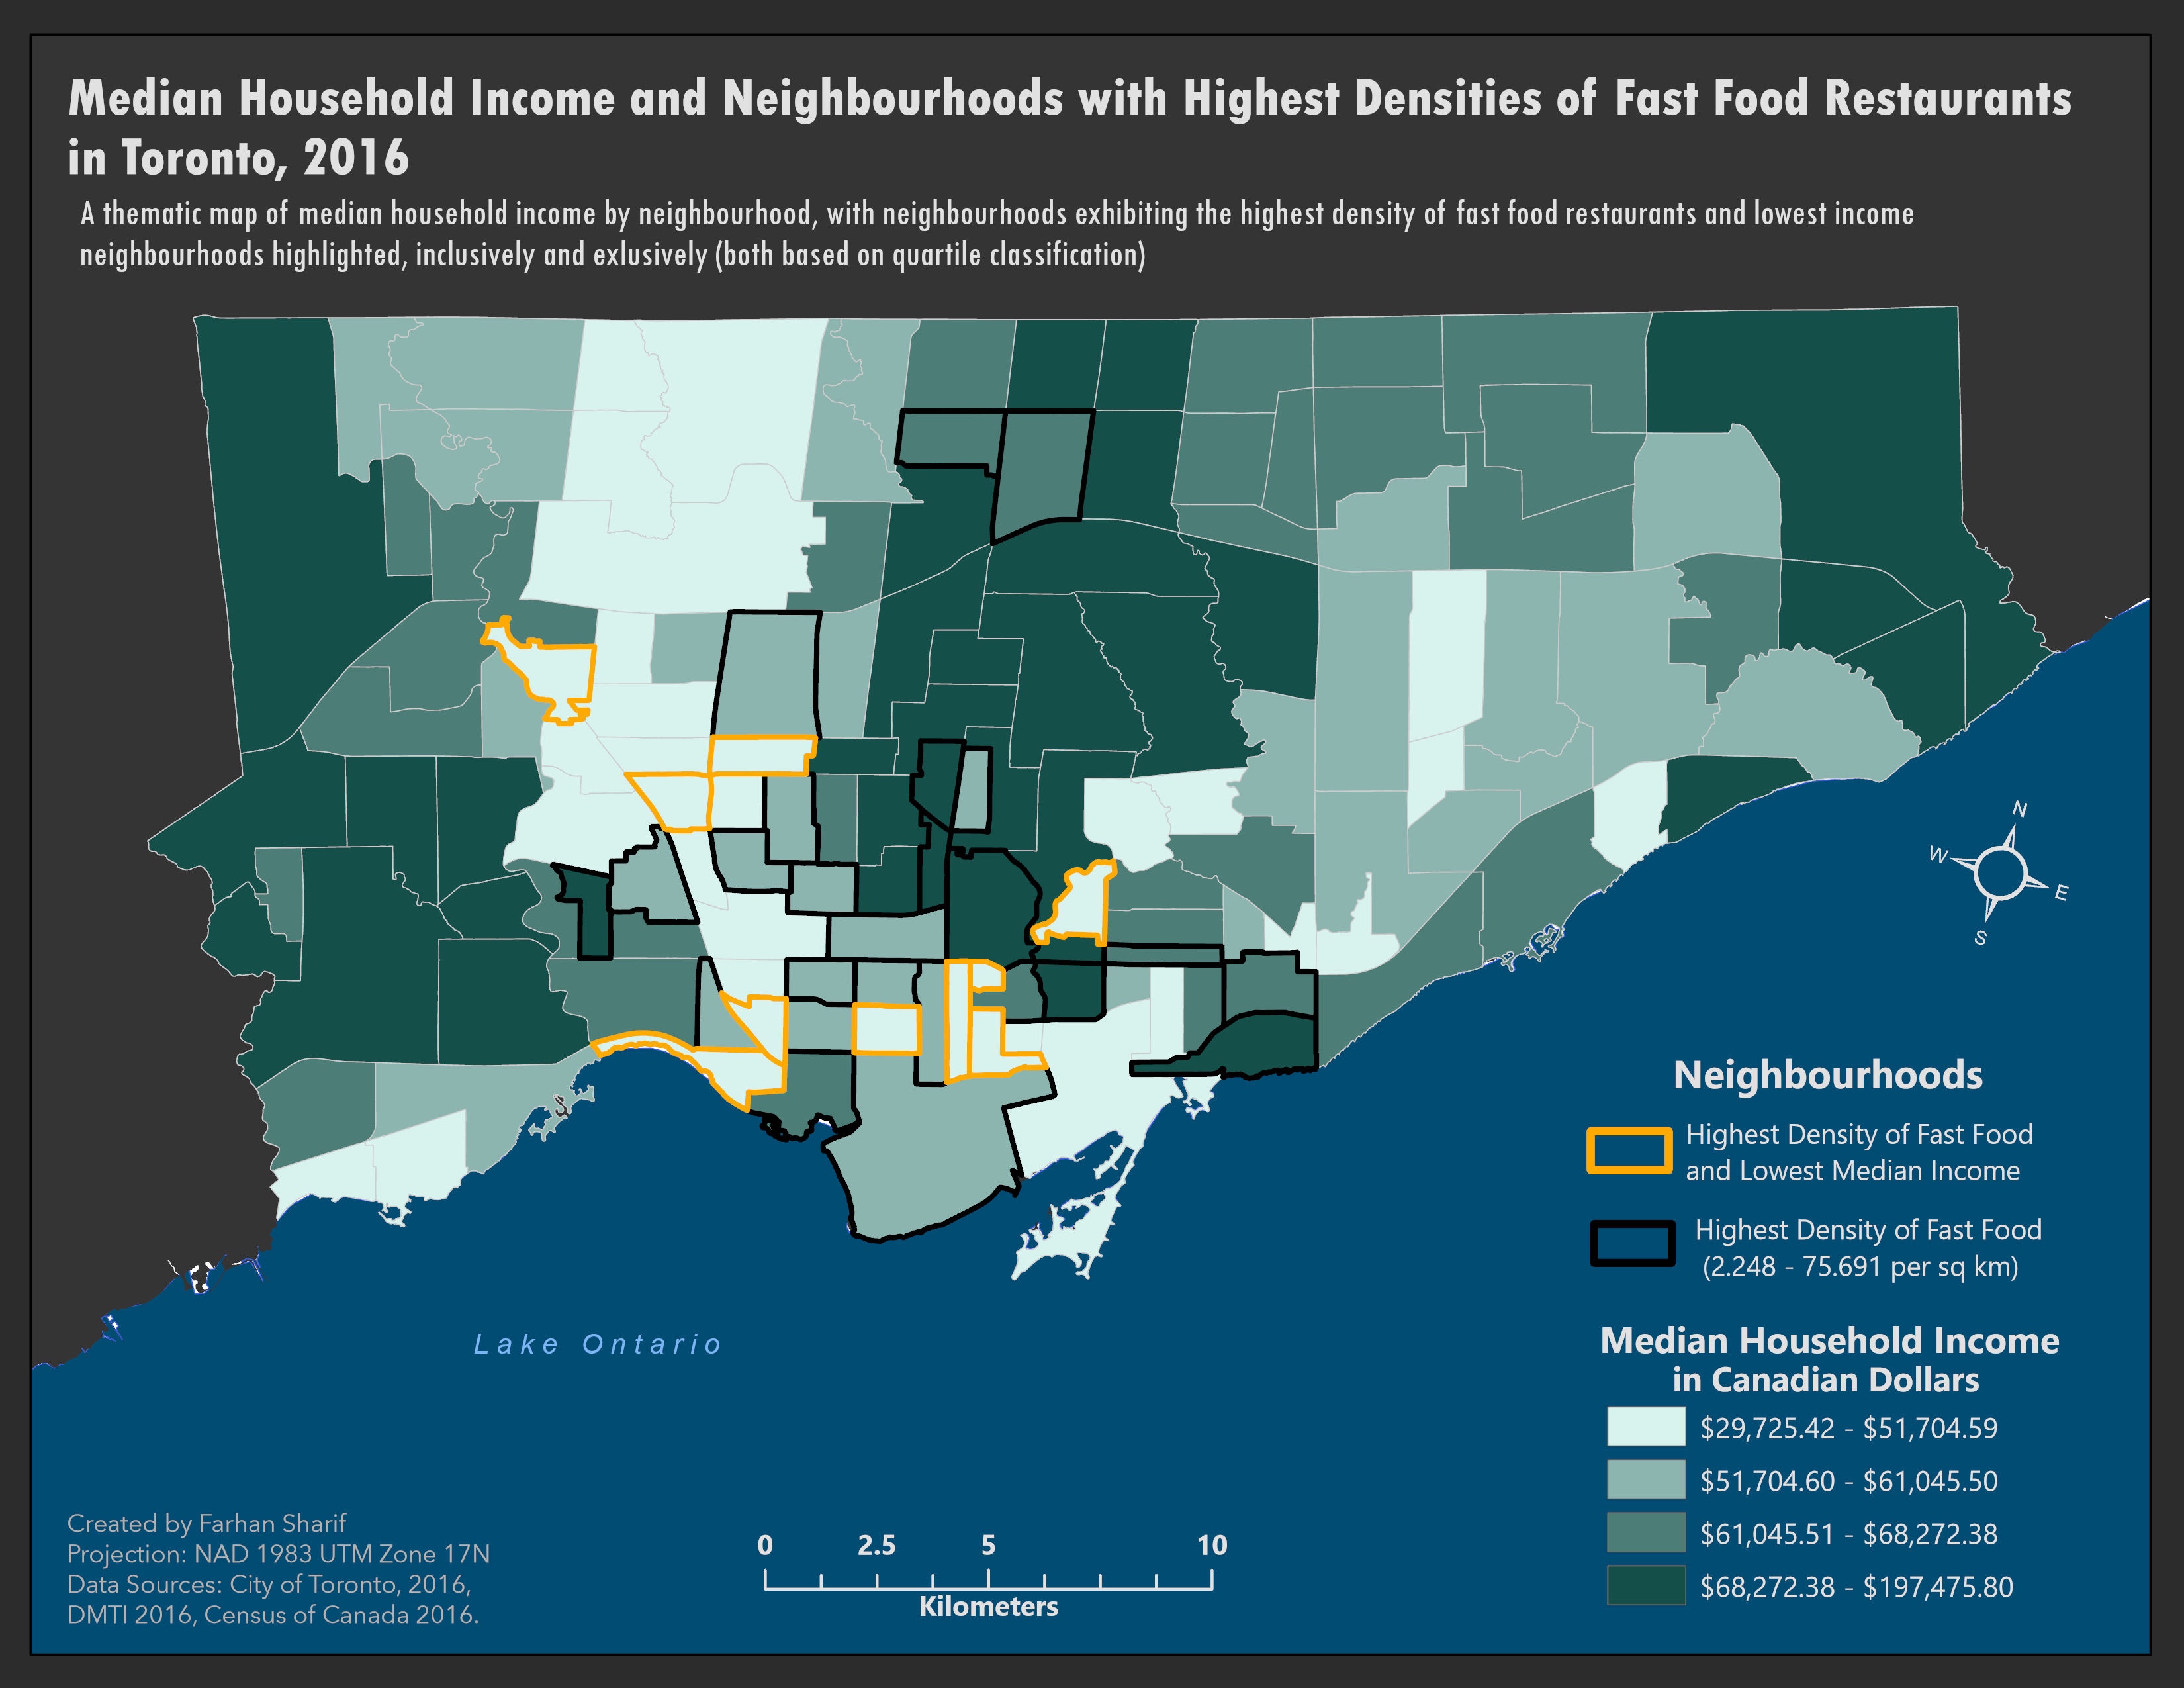 Median Household Income and Neighbourhoods with Highest Densities of Fast Food Restaurants
in Toronto, 2016
A thematic map of median household income by neighbourhood, with neighbourhoods exhibiting the highest density of fast food restaurants and lowest income
neighbourhoods highlighted, inclusively and exlusively (both based on quartile classification)
N
W
E
S
Neighbourhoods
Highest Density of Fast Food
and Lowest Median Income
Highest Density of Fast Food
(2.248 - 75.691 per sq km)
Lake Ontario
Median Household Income
in Canadian Dollars
$29,725.42 - $51,704.59
$51,704.60 - $61,045.50
$61,045.51 - $68,272.38
$68,272.38 - $197,475.80
Created by Farhan Sharif
Projection: NAD 1983 UTM Zone 17N
Data Sources: City of Toronto, 2016,
DMTI 2016, Census of Canada 2016.
0 2.5 5 10
Kilometers